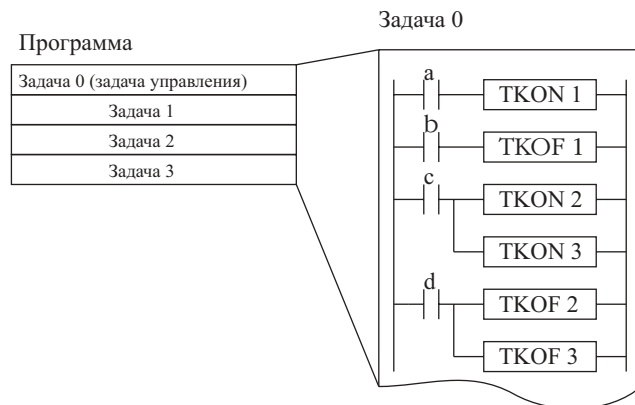 Задача 0
Программа
Задача 0 (задача управления)
Задача 1
Задача 2
Задача 3
a
TKON 1
b
TKOF 1
c
TKON 2
TKON 3
d
TKOF 2
TKOF 3